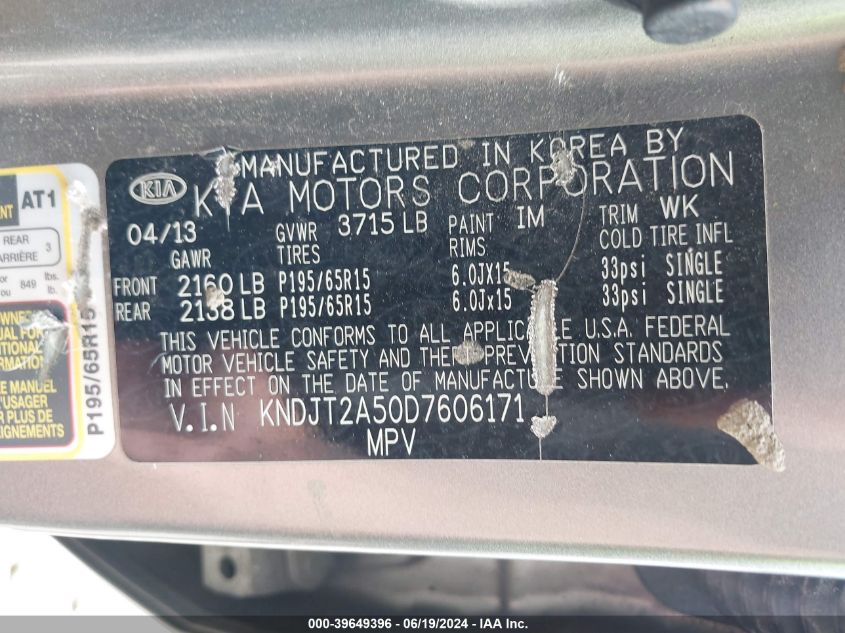 MANUFACTURED IN KOREA BY
KIA
KIA MOTORS CORPORATION
04/13 GVWR 3715 LB PAINT IM TRIM WK
GAWR TIRES RIMS COLD TIRE INFL
FRONT 2160 LB P195/65R15 6.0JX15 33psi SINGLE
REAR 2138 LB P195/65R15 6.0Jx15 33psi SINGLE
THIS VEHICLE CONFORMS TO ALL APPLICABLE U.S.A. FEDERAL
MOTOR VEHICLE SAFETY AND THEFT PREVENTION STANDARDS
IN EFFECT ON THE DATE OF MANUFACTURE SHOWN ABOVE.
V.I.N KNDJT2A50D7606171
MPV
AT1
REAR
3
849 lbs.
P195/65R15
MANUEL
PLUS
000-39649396 - 06/19/2024 - IAA Inc.